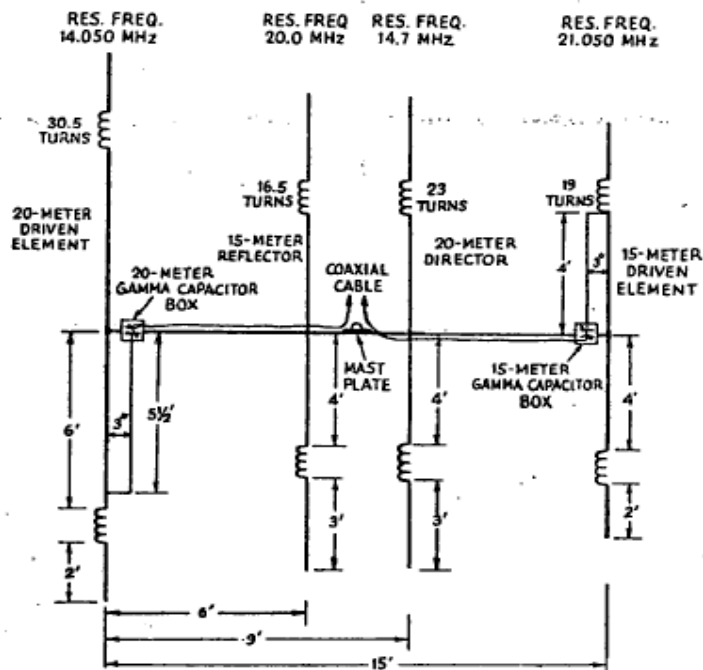 RES. FREQ.
14.050 MHz
RES. FREQ
20.0 MHz
RES. FREQ.
14.7 MHz
RES. FREQ.
21.050 MHz
30.5
TURNS
16.5
TURNS
23
TURNS
19
TURNS
20-METER
DRIVEN
ELEMENT
15-METER
REFLECTOR
20-METER
DIRECTOR
4'
3"
15-METER
DRIVEN
ELEMENT
20-METER
GAMMA CAPACITOR
BOX
COAXIAL
CABLE
MAST
PLATE
15-METER
GAMMA CAPACITOR
BOX
6'
3"
5½'
4'
4'
4'
2'
3'
3'
2'
6'
9'
15'